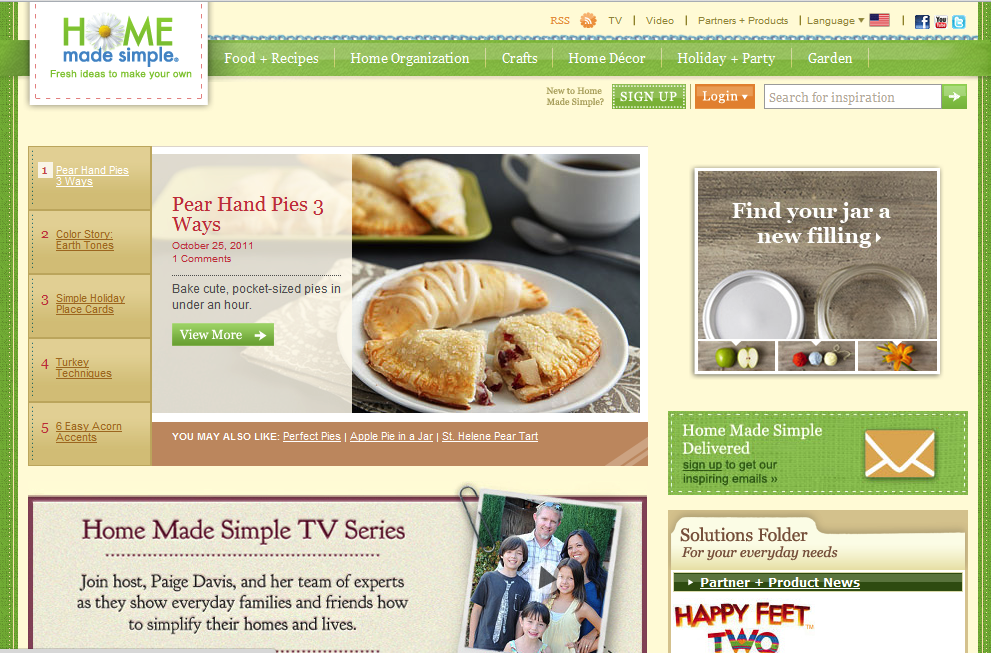 HOME
made simple.®
Fresh ideas to make your own
RSS TV | Video | Partners + Products | Language
Food + Recipes | Home Organization | Crafts | Home Décor | Holiday + Party | Garden
New to Home
Made Simple?
SIGN UP
Login
Search for inspiration
1 Pear Hand Pies
3 Ways
2 Color Story:
Earth Tones
3 Simple Holiday
Place Cards
4 Turkey
Techniques
5 6 Easy Acorn
Accents
Pear Hand Pies 3
Ways
October 25, 2011
1 Comments
Bake cute, pocket-sized pies in
under an hour.
View More
YOU MAY ALSO LIKE: Perfect Pies | Apple Pie in a Jar | St. Helene Pear Tart
Find your jar a
new filling
Home Made Simple
Delivered
sign up to get our
inspiring emails »
Home Made Simple TV Series
Join host, Paige Davis, and her team of experts
as they show everyday families and friends how
to simplify their homes and lives.
Solutions Folder
For your everyday needs
Partner + Product News
HAPPY FEET
TWO
TM